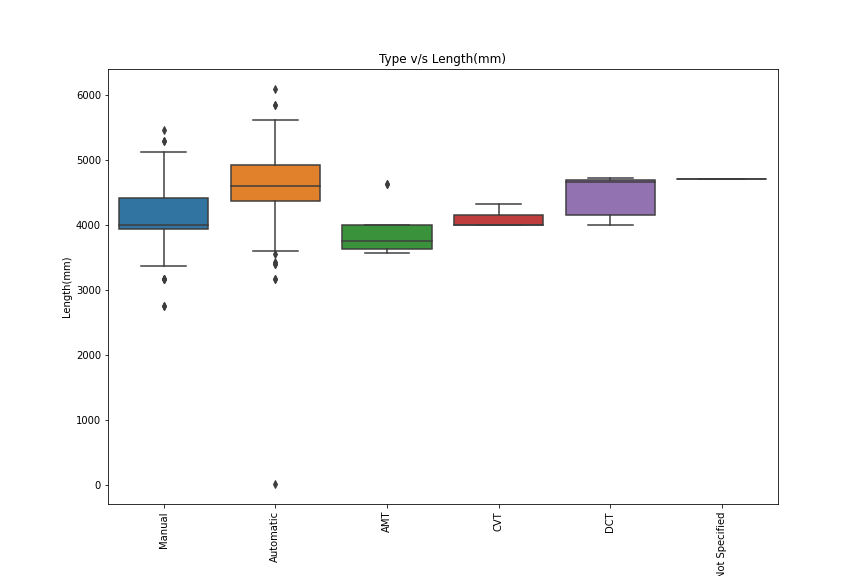 Type v/s Length(mm)
Length(mm)
6000
5000
4000
3000
2000
1000
0
Manual
Automatic
AMT
CVT
DCT
Not Specified